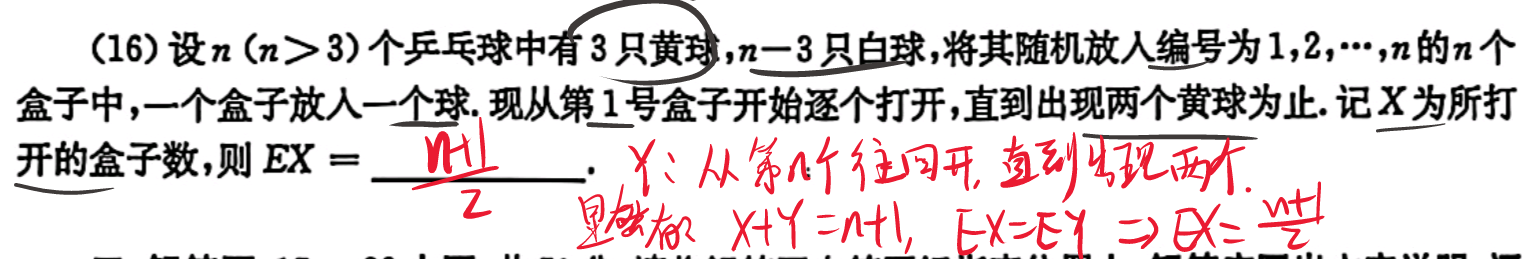 (16) 设 n (n>3) 个乒乓球中有 3 只黄球,n-3 只白球,将其随机放入编号为 1,2,…,n 的 n 个
盒子中,一个盒子放入一个球. 现从第 1 号盒子开始逐个打开,直到出现两个黄球为止. 记 X 为所打
开的盒子数,则 EX = n+1/2 . Y: 从第n个往回开, 直到出现两个.
显然有 X+Y=n+1, EX=EY ⇒ EX= n+1/2